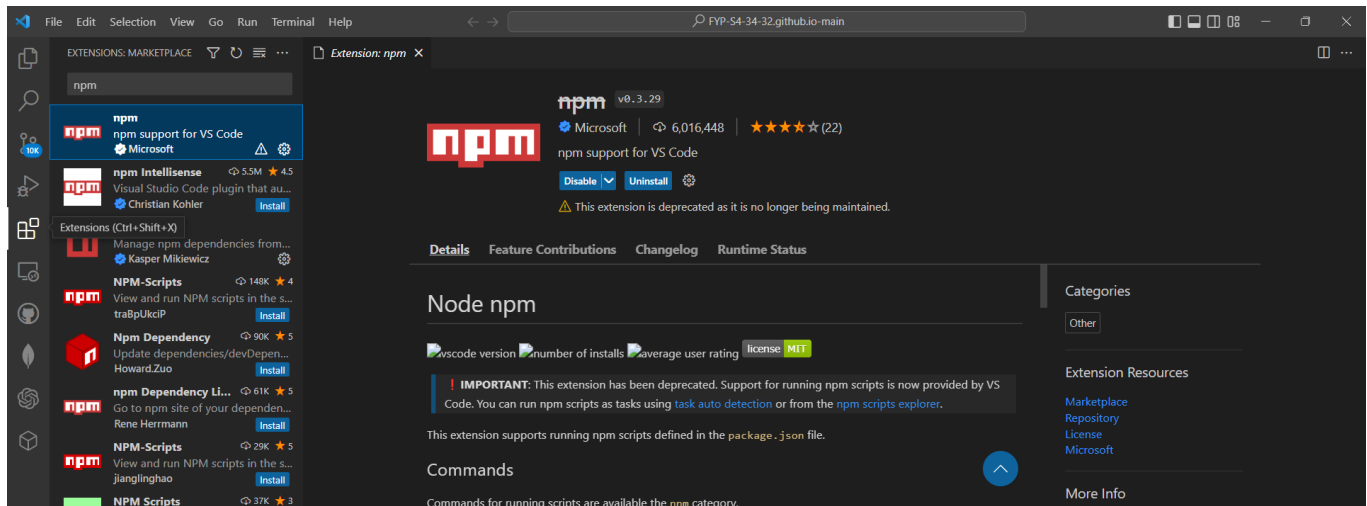 File Edit Selection View Go Run Terminal Help
FYP-S4-34-32.github.io-main
EXTENSIONS: MARKETPLACE
Extension: npm
npm
10K
npm
npm support for VS Code
Microsoft
npm Intellisense 5.5M 4.5
Visual Studio Code plugin that au...
Christian Kohler Install
Extensions (Ctrl+Shift+X)
Manage npm dependencies from...
Kasper Mikiewicz
NPM-Scripts 148K 4
View and run NPM scripts in the s...
traBpUkciP Install
Npm Dependency 90K 5
Update dependencies/devDepen...
Howard.Zuo Install
npm Dependency Li... 61K 5
Go to npm site of your dependen...
Rene Herrmann Install
NPM-Scripts 29K 5
View and run NPM scripts in the s...
jianglinghao Install
NPM Scripts 37K 3
npm v0.3.29
Microsoft 6,016,448 (22)
npm support for VS Code
Disable Uninstall
This extension is deprecated as it is no longer being maintained.
Details Feature Contributions Changelog Runtime Status
Node npm
vscode version number of installs average user rating license MIT
❗ IMPORTANT: This extension has been deprecated. Support for running npm scripts is now provided by VS
Code. You can run npm scripts as tasks using task auto detection or from the npm scripts explorer.
This extension supports running npm scripts defined in the package.json file.
Commands
Commands for running scripts are available the npm category.
Categories
Other
Extension Resources
Marketplace
Repository
License
Microsoft
More Info